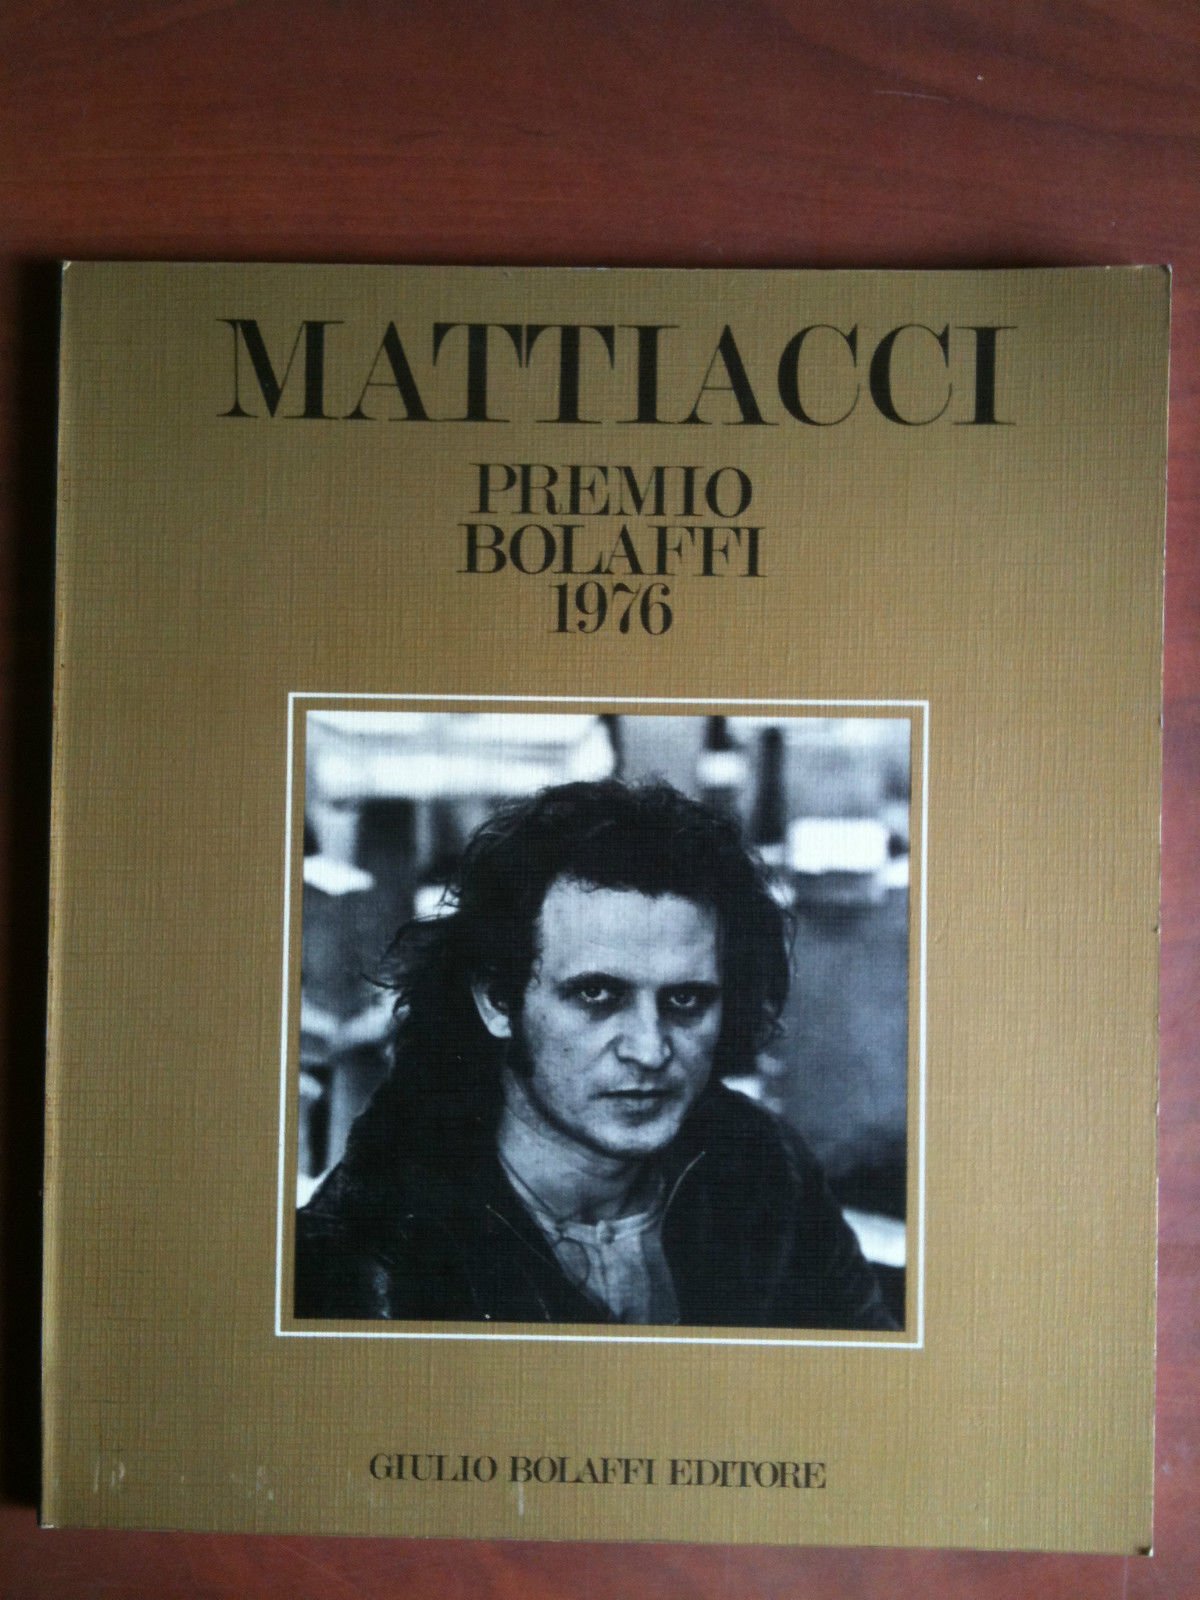 MATTIACCI
PREMIO
BOLAFFI
1976
GIULIO BOLAFFI EDITORE